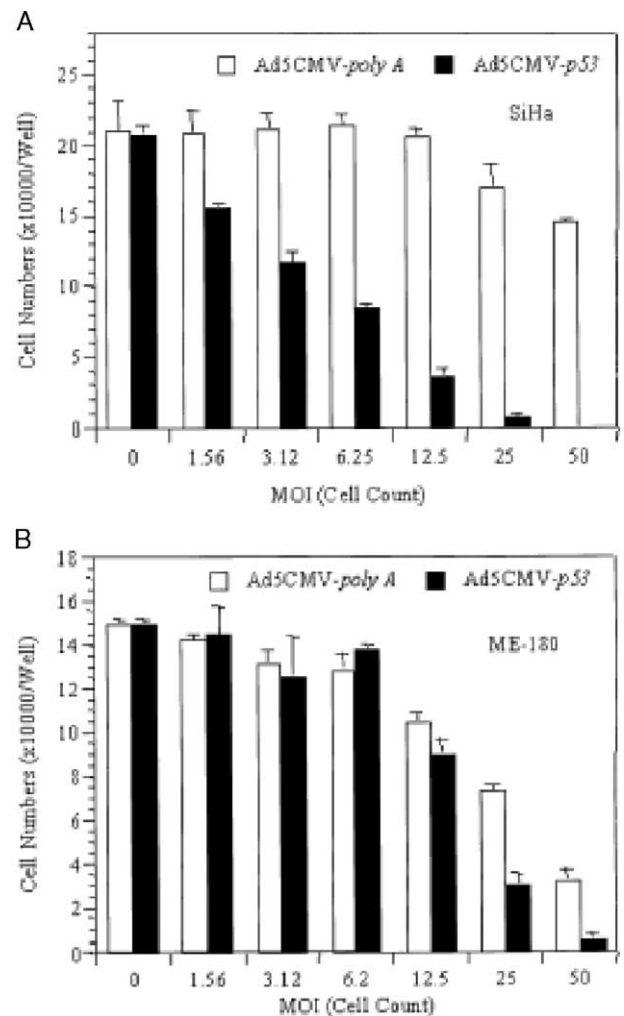 A
Ad5CMV-poly A Ad5CMV-p53
SiHa
Cell Numbers (x10000/Well)
25
20
15
10
5
0
0 1.56 3.12 6.25 12.5 25 50
MOI (Cell Count)
B
Ad5CMV-poly A Ad5CMV-p53
ME-180
Cell Numbers (x10000/Well)
18
16
14
12
10
8
6
4
2
0
0 1.56 3.12 6.2 12.5 25 50
MOI (Cell Count)